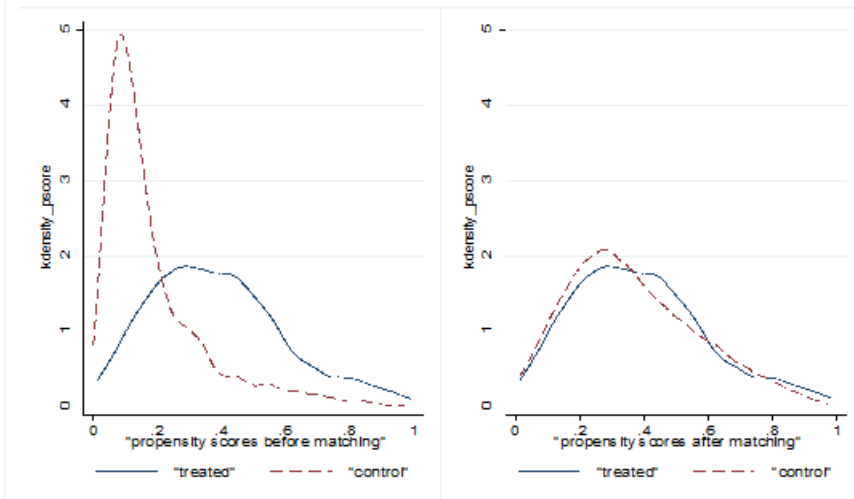 5
4
3
2
1
0
kdensity_pscore
0 .2 .4 .6 .8 1
"propensity scores before matching"
"treated" "control"
5
4
3
2
1
0
kdensity_pscore
0 .2 .4 .6 .8 1
"propensity scores after matching"
"treated" "control"